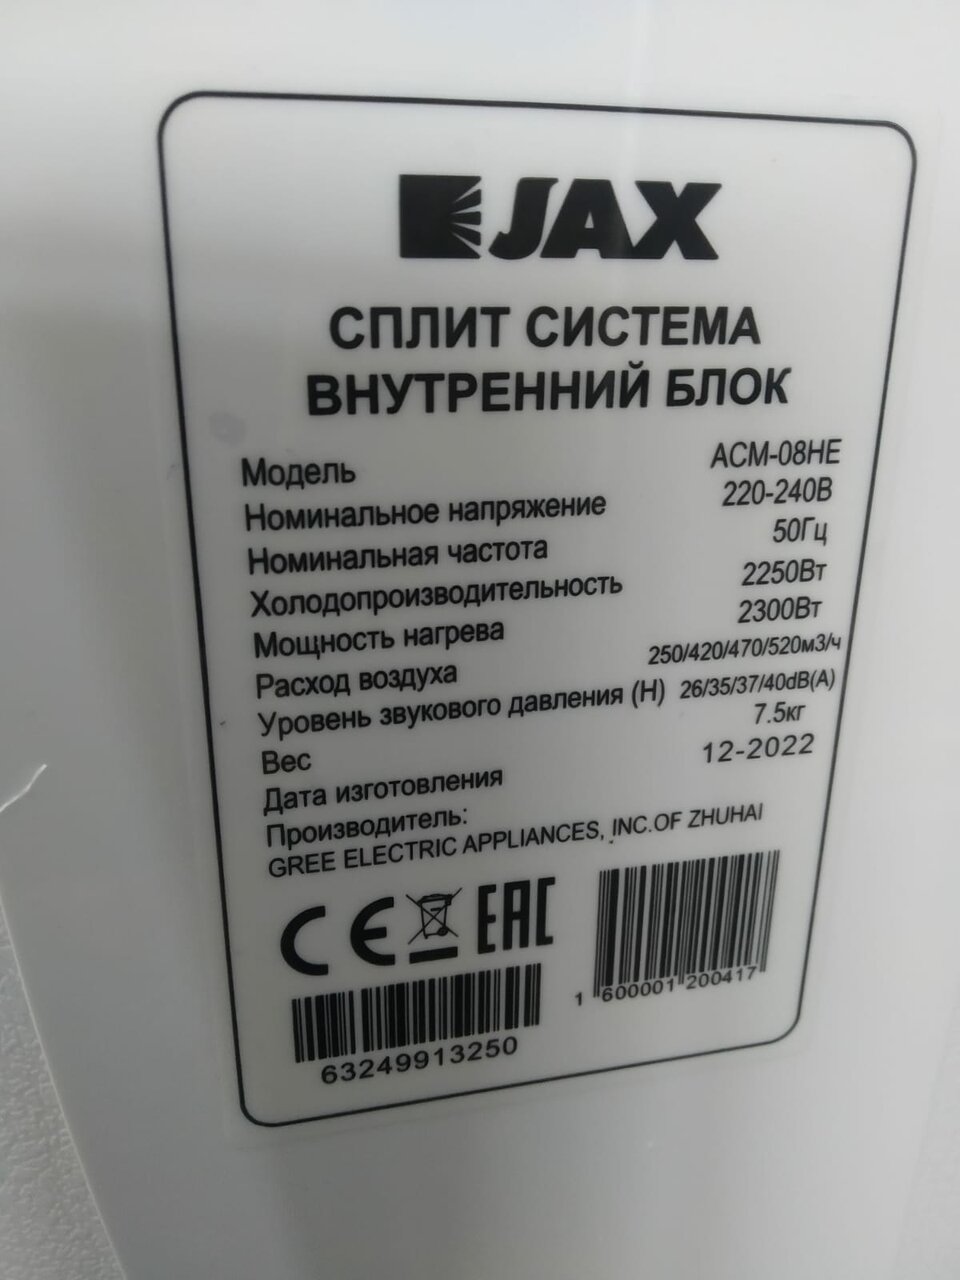 JAX
СПЛИТ СИСТЕМА
ВНУТРЕННИЙ БЛОК
Модель ACM-08HE
Номинальное напряжение 220-240В
Номинальная частота 50Гц
Холодопроизводительность 2250Вт
Мощность нагрева 2300Вт
Расход воздуха 250/420/470/520м3/ч
Уровень звукового давления (H) 26/35/37/40dB(A)
Вес 7.5кг
Дата изготовления 12-2022
Производитель:
GREE ELECTRIC APPLIANCES, INC.OF ZHUHAI
CE EAC
1 600001 200417
63249913250